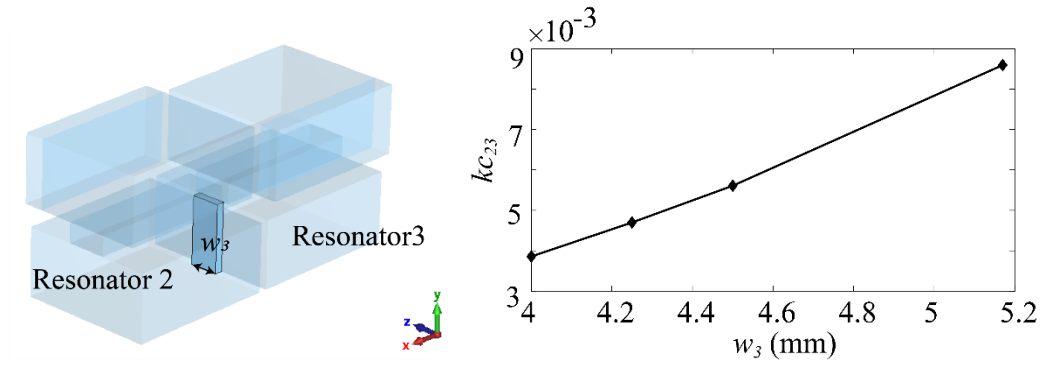 w₃
Resonator3
Resonator 2
y
z
x
×10⁻³
9
7
5
3
kc₂₃
4 4.2 4.4 4.6 4.8 5 5.2
w₃ (mm)